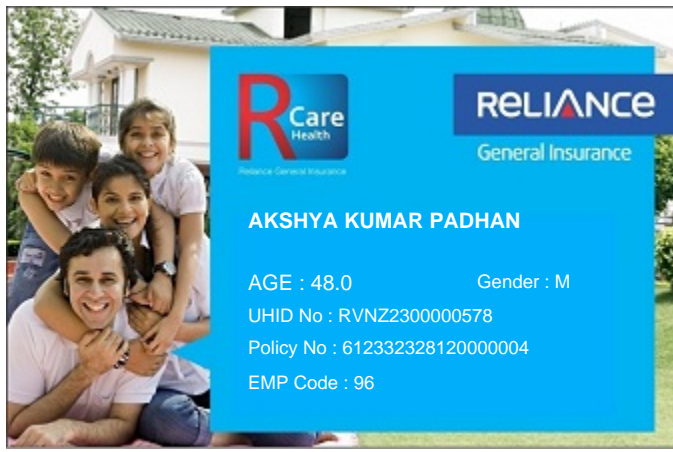 R Care
Health
Reliance General Insurance
RELIANCE
General Insurance
AKSHYA KUMAR PADHAN
AGE : 48.0 Gender : M
UHID No : RVNZ2300000578
Policy No : 612332328120000004
EMP Code : 96